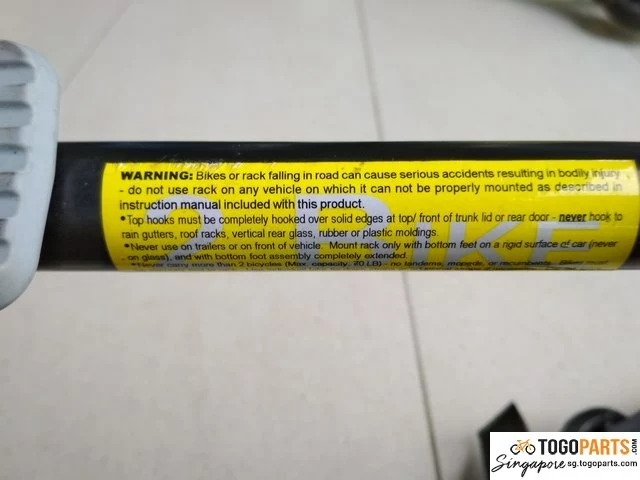 WARNING: Bikes or rack falling in road can cause serious accidents resulting in bodily injury
- do not use rack on any vehicle on which it can not be properly mounted as described in
instruction manual included with this product.
*Top hooks must be completely hooked over solid edges at top/ front of trunk lid or rear door - never hook to
rain gutters, roof racks, vertical rear glass, rubber or plastic moldings.
*Never use on trailers or on front of vehicle. Mount rack only with bottom feet on a rigid surface of car (never
- on glass), and with bottom foot assembly completely extended.
*Never carry more than 2 bicycles (Max. capacity: 70 LB) - no tandems, mopeds, or recumbents.
BIKE
TOGOPARTS.COM
Singapore sg.togoparts.com